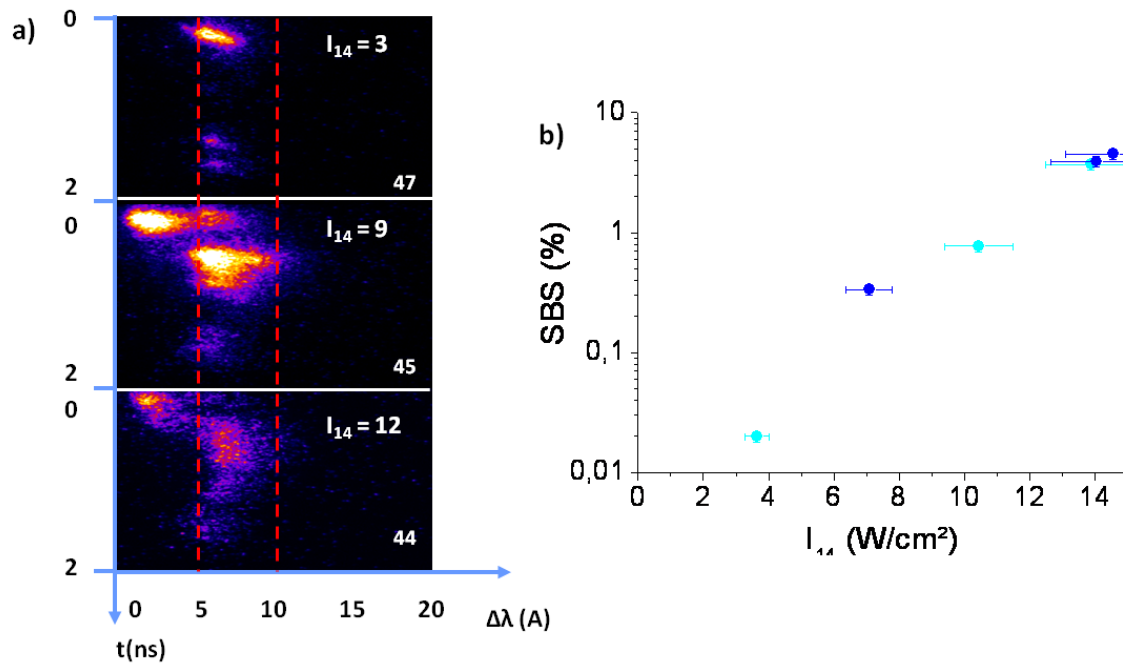 a)
0
I₁₄ = 3
47
2
0
I₁₄ = 9
45
2
0
I₁₄ = 12
44
2
0 5 10 15 20
Δλ (A)
t(ns)
b)
10
1
0,1
0,01
SBS (%)
0 2 4 6 8 10 12 14
I₁₄ (W/cm²)